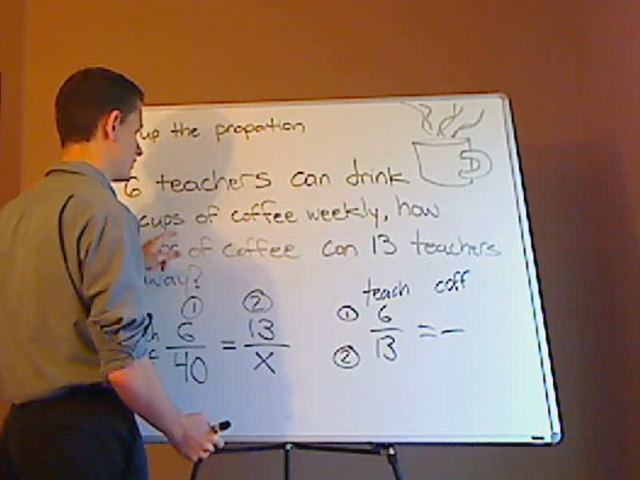 up the proportion
6 teachers can drink
cups of coffee weekly, how
of coffee can 13 teachers
way?
teach coff
① ②
6/40 = 13/X
① 6
② 13 = —